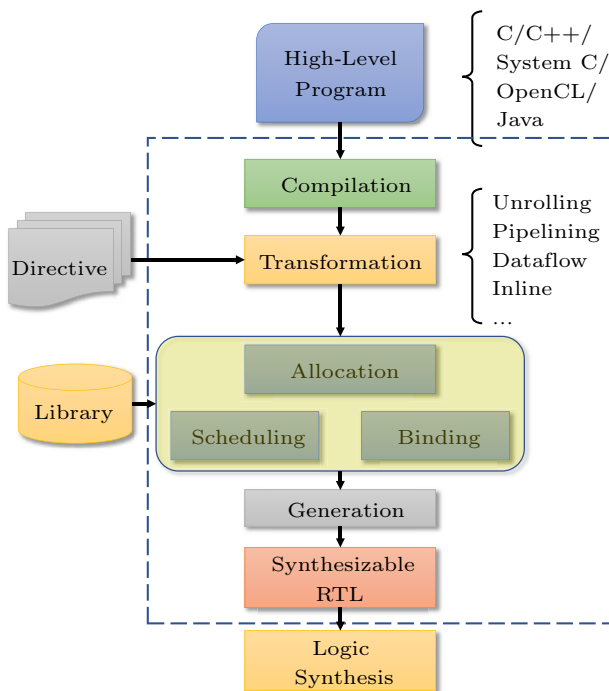 High-Level
Program
C/C++/
System C/
OpenCL/
Java
Compilation
Unrolling
Pipelining
Dataflow
Inline
...
Directive
Transformation
Library
Allocation
Scheduling
Binding
Generation
Synthesizable
RTL
Logic
Synthesis